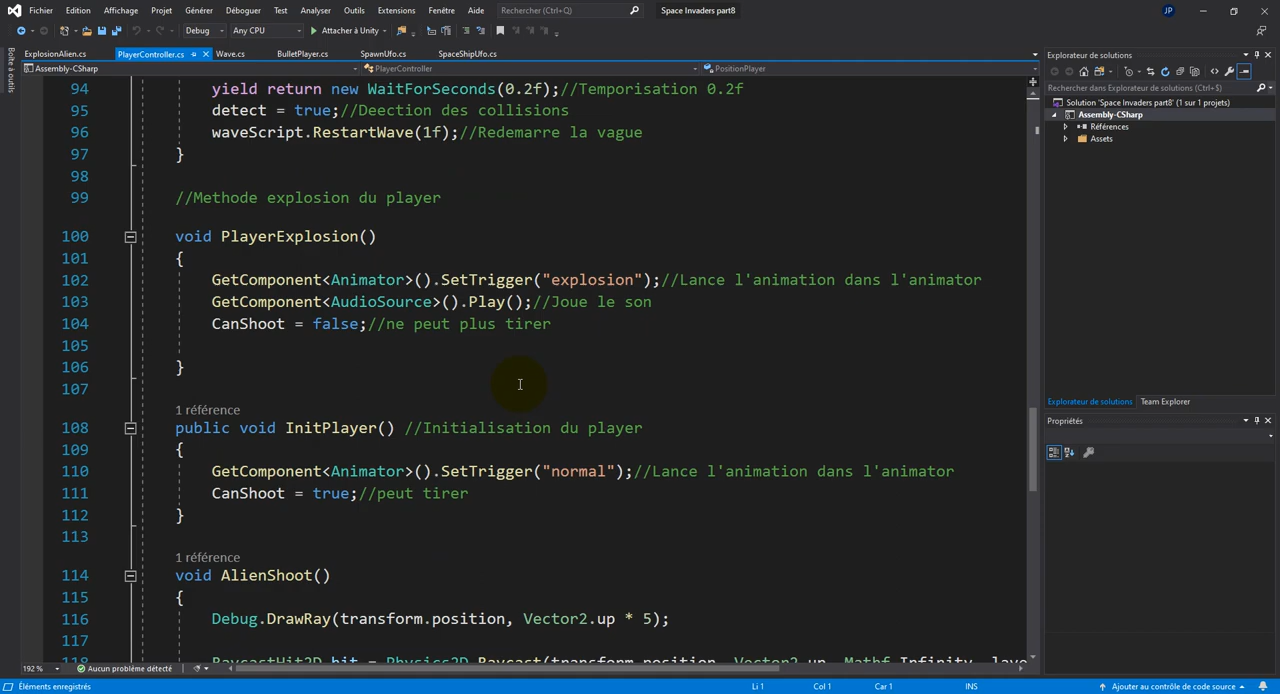 Fichier Edition Affichage Projet Générer Déboguer Test Analyser Outils Extensions Fenêtre Aide Rechercher (Ctrl+Q) Space Invaders part8 JP
Debug Any CPU Attacher à Unity
ExplosionAlien.cs PlayerController.cs Wave.cs BulletPlayer.cs SpawnUfo.cs SpaceShipUfo.cs
Assembly-CSharp PlayerController PositionPlayer
Boîte à outils
94 yield return new WaitForSeconds(0.2f);//Temporisation 0.2f
95 detect = true;//Deection des collisions
96 waveScript.RestartWave(1f);//Redemarre la vague
97 }
98
99 //Methode explosion du player
100 void PlayerExplosion()
101 {
102 GetComponent<Animator>().SetTrigger("explosion");//Lance l'animation dans l'animator
103 GetComponent<AudioSource>().Play();//Joue le son
104 CanShoot = false;//ne peut plus tirer
105
106 }
107
1 référence
108 public void InitPlayer() //Initialisation du player
109 {
110 GetComponent<Animator>().SetTrigger("normal");//Lance l'animation dans l'animator
111 CanShoot = true;//peut tirer
112 }
113
1 référence
114 void AlienShoot()
115 {
116 Debug.DrawRay(transform.position, Vector2.up * 5);
117
118 RaycastHit2D hit = Physics2D.Raycast(transform.position, Vector2.up, Mathf.Infinity, laye
192 % Aucun problème détecté
Explorateur de solutions
Rechercher dans Explorateur de solutions (Ctrl+$)
Solution 'Space Invaders part8' (1 sur 1 projets)
Assembly-CSharp
Références
Assets
Explorateur de solutions Team Explorer
Propriétés
Éléments enregistrés Li 1 Col 1 Car 1 INS Ajouter au contrôle de code source